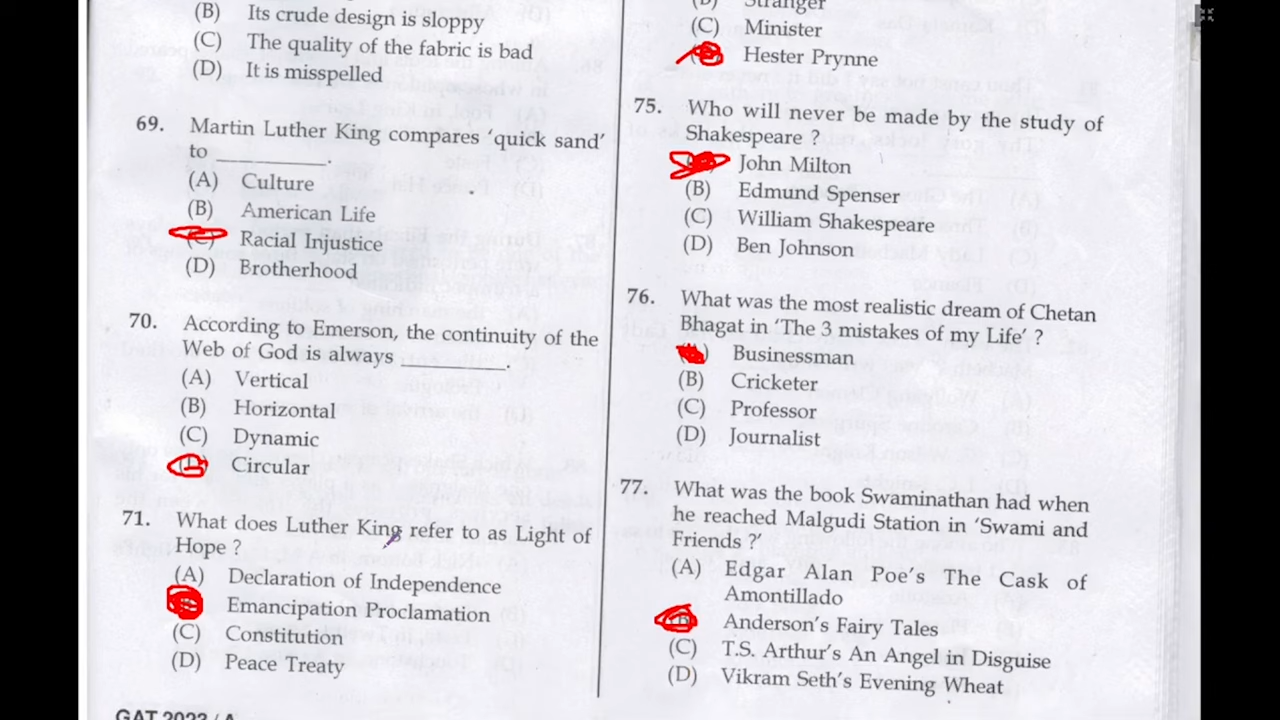 (B) Its crude design is sloppy
(C) The quality of the fabric is bad
(D) It is misspelled
69. Martin Luther King compares 'quick sand'
to __________.
(A) Culture
(B) American Life
(C) Racial Injustice
(D) Brotherhood
70. According to Emerson, the continuity of the
Web of God is always __________.
(A) Vertical
(B) Horizontal
(C) Dynamic
Circular
71. What does Luther King refer to as Light of
Hope ?
(A) Declaration of Independence
Emancipation Proclamation
(C) Constitution
(D) Peace Treaty
GAT 2023 / A
(B) Stranger
(C) Minister
Hester Prynne
75. Who will never be made by the study of
Shakespeare ?
John Milton
(B) Edmund Spenser
(C) William Shakespeare
(D) Ben Johnson
76. What was the most realistic dream of Chetan
Bhagat in 'The 3 mistakes of my Life' ?
Businessman
(B) Cricketer
(C) Professor
(D) Journalist
77. What was the book Swaminathan had when
he reached Malgudi Station in 'Swami and
Friends ?'
(A) Edgar Alan Poe's The Cask of
Amontillado
Anderson's Fairy Tales
(C) T.S. Arthur's An Angel in Disguise
(D) Vikram Seth's Evening Wheat